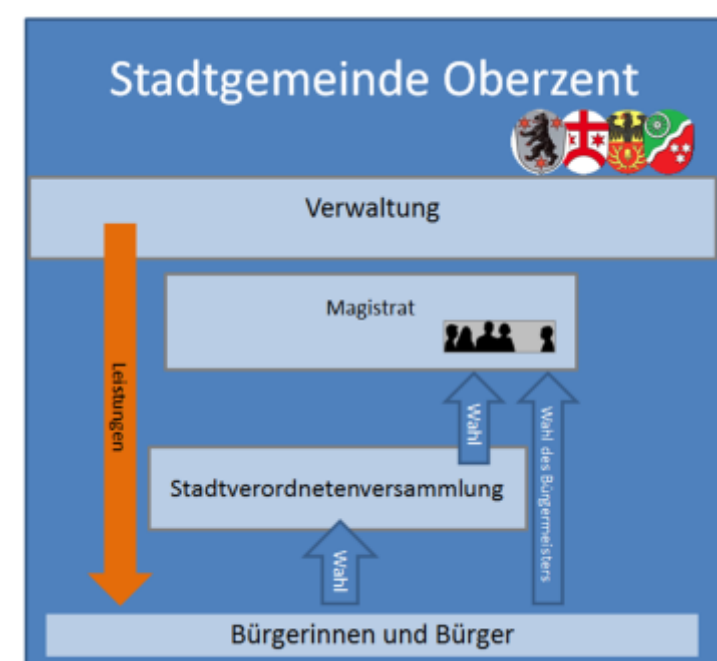 Stadtgemeinde Oberzent
Verwaltung
Magistrat
Leistungen
Wahl
Wahl des Bürgermeisters
Stadtverordnetenversammlung
Wahl
Bürgerinnen und Bürger